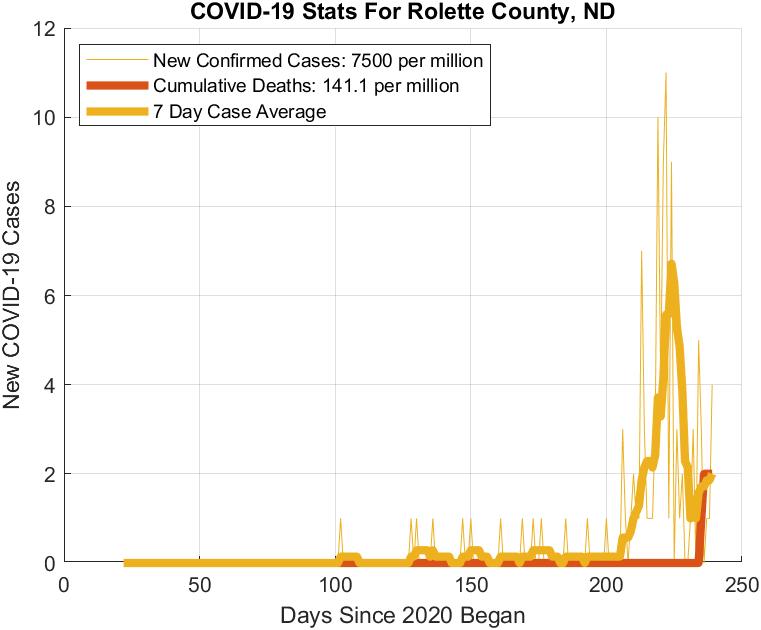 COVID-19 Stats For Rolette County, ND
12
10
8
6
4
2
0
New Confirmed Cases: 7500 per million
Cumulative Deaths: 141.1 per million
7 Day Case Average
New COVID-19 Cases
0 50 100 150 200 250
Days Since 2020 Began